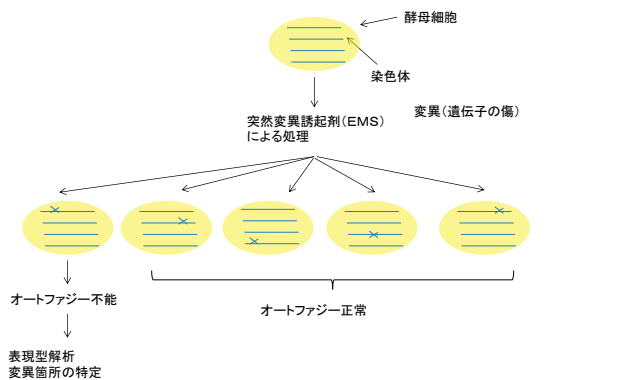 酵母細胞
染色体
突然変異誘起剤(EMS)
による処理
変異(遺伝子の傷)
オートファジー不能
オートファジー正常
表現型解析
変異箇所の特定